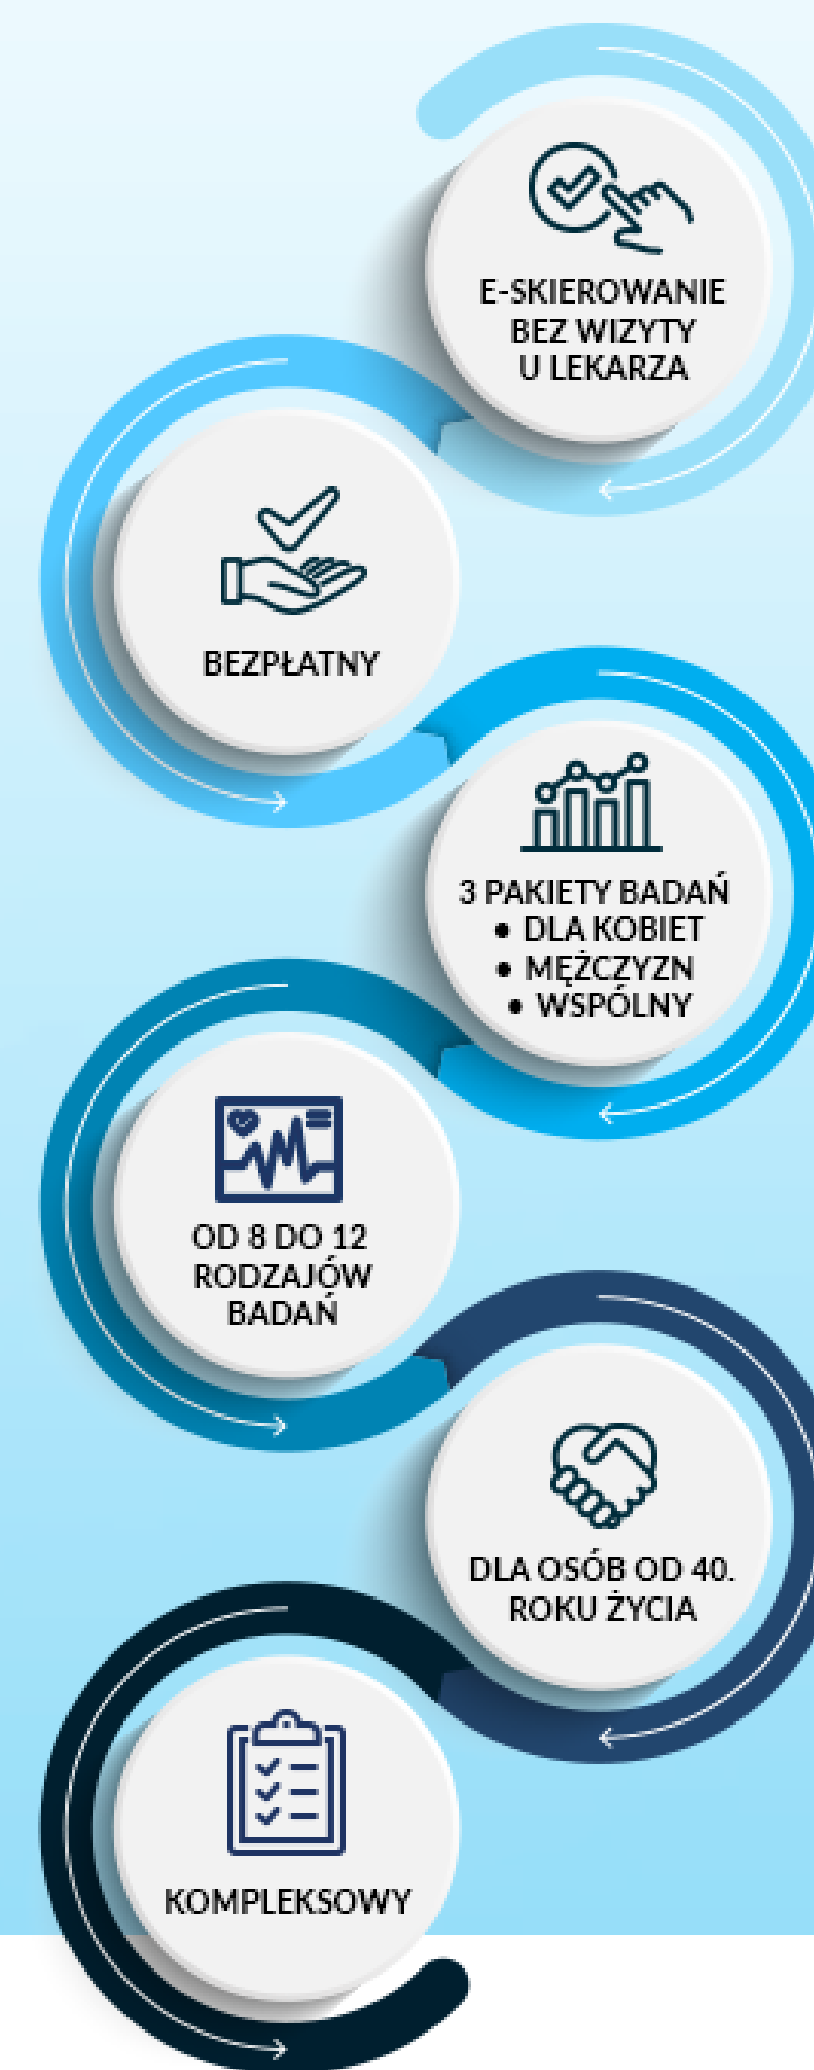 E-SKIEROWANIE
BEZ WIZYTY
U LEKARZA
BEZPŁATNY
3 PAKIETY BADAŃ
• DLA KOBIET
• MĘŻCZYZN
• WSPÓLNY
OD 8 DO 12
RODZAJÓW
BADAŃ
DLA OSÓB OD 40.
ROKU ŻYCIA
KOMPLEKSOWY